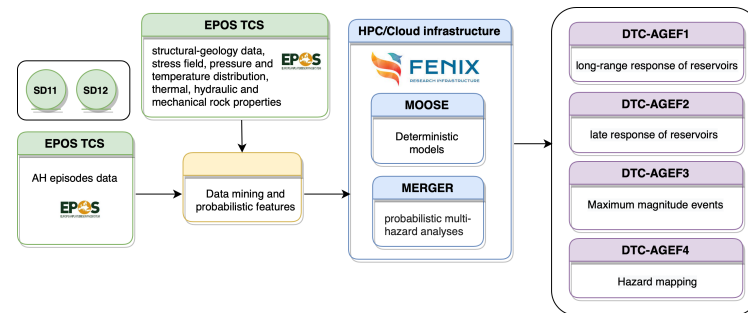 EPOS TCS
structural-geology data,
stress field, pressure and
temperature distribution,
thermal, hydraulic and
mechanical rock properties
EPOS
SD11
SD12
EPOS TCS
AH episodes data
EPOS
Data mining and
probabilistic features
HPC/Cloud infrastructure
FENIX
RESEARCH INFRASTRUCTURE
MOOSE
Deterministic
models
MERGER
probabilistic multi-
hazard analyses
DTC-AGEF1
long-range response of reservoirs
DTC-AGEF2
late response of reservoirs
DTC-AGEF3
Maximum magnitude events
DTC-AGEF4
Hazard mapping